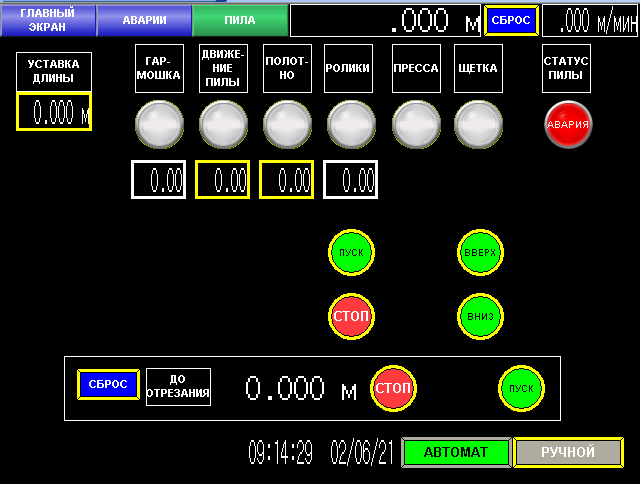 ГЛАВНЫЙ
ЭКРАН
АВАРИИ
ПИЛА
.000 м
СБРОС
.000 м/мин
УСТАВКА
ДЛИНЫ
0.000 м
ГАР-
МОШКА
ДВИЖЕ-
НИЕ
ПИЛЫ
ПОЛОТ-
НО
РОЛИКИ
ПРЕССА
ЩЕТКА
СТАТУС
ПИЛЫ
АВАРИЯ
0.00
0.00
0.00
0.00
ПУСК
ВВЕРХ
СТОП
ВНИЗ
СБРОС
ДО
ОТРЕЗАНИЯ
0.000 м
СТОП
ПУСК
09:14:29 02/06/21
АВТОМАТ
РУЧНОЙ